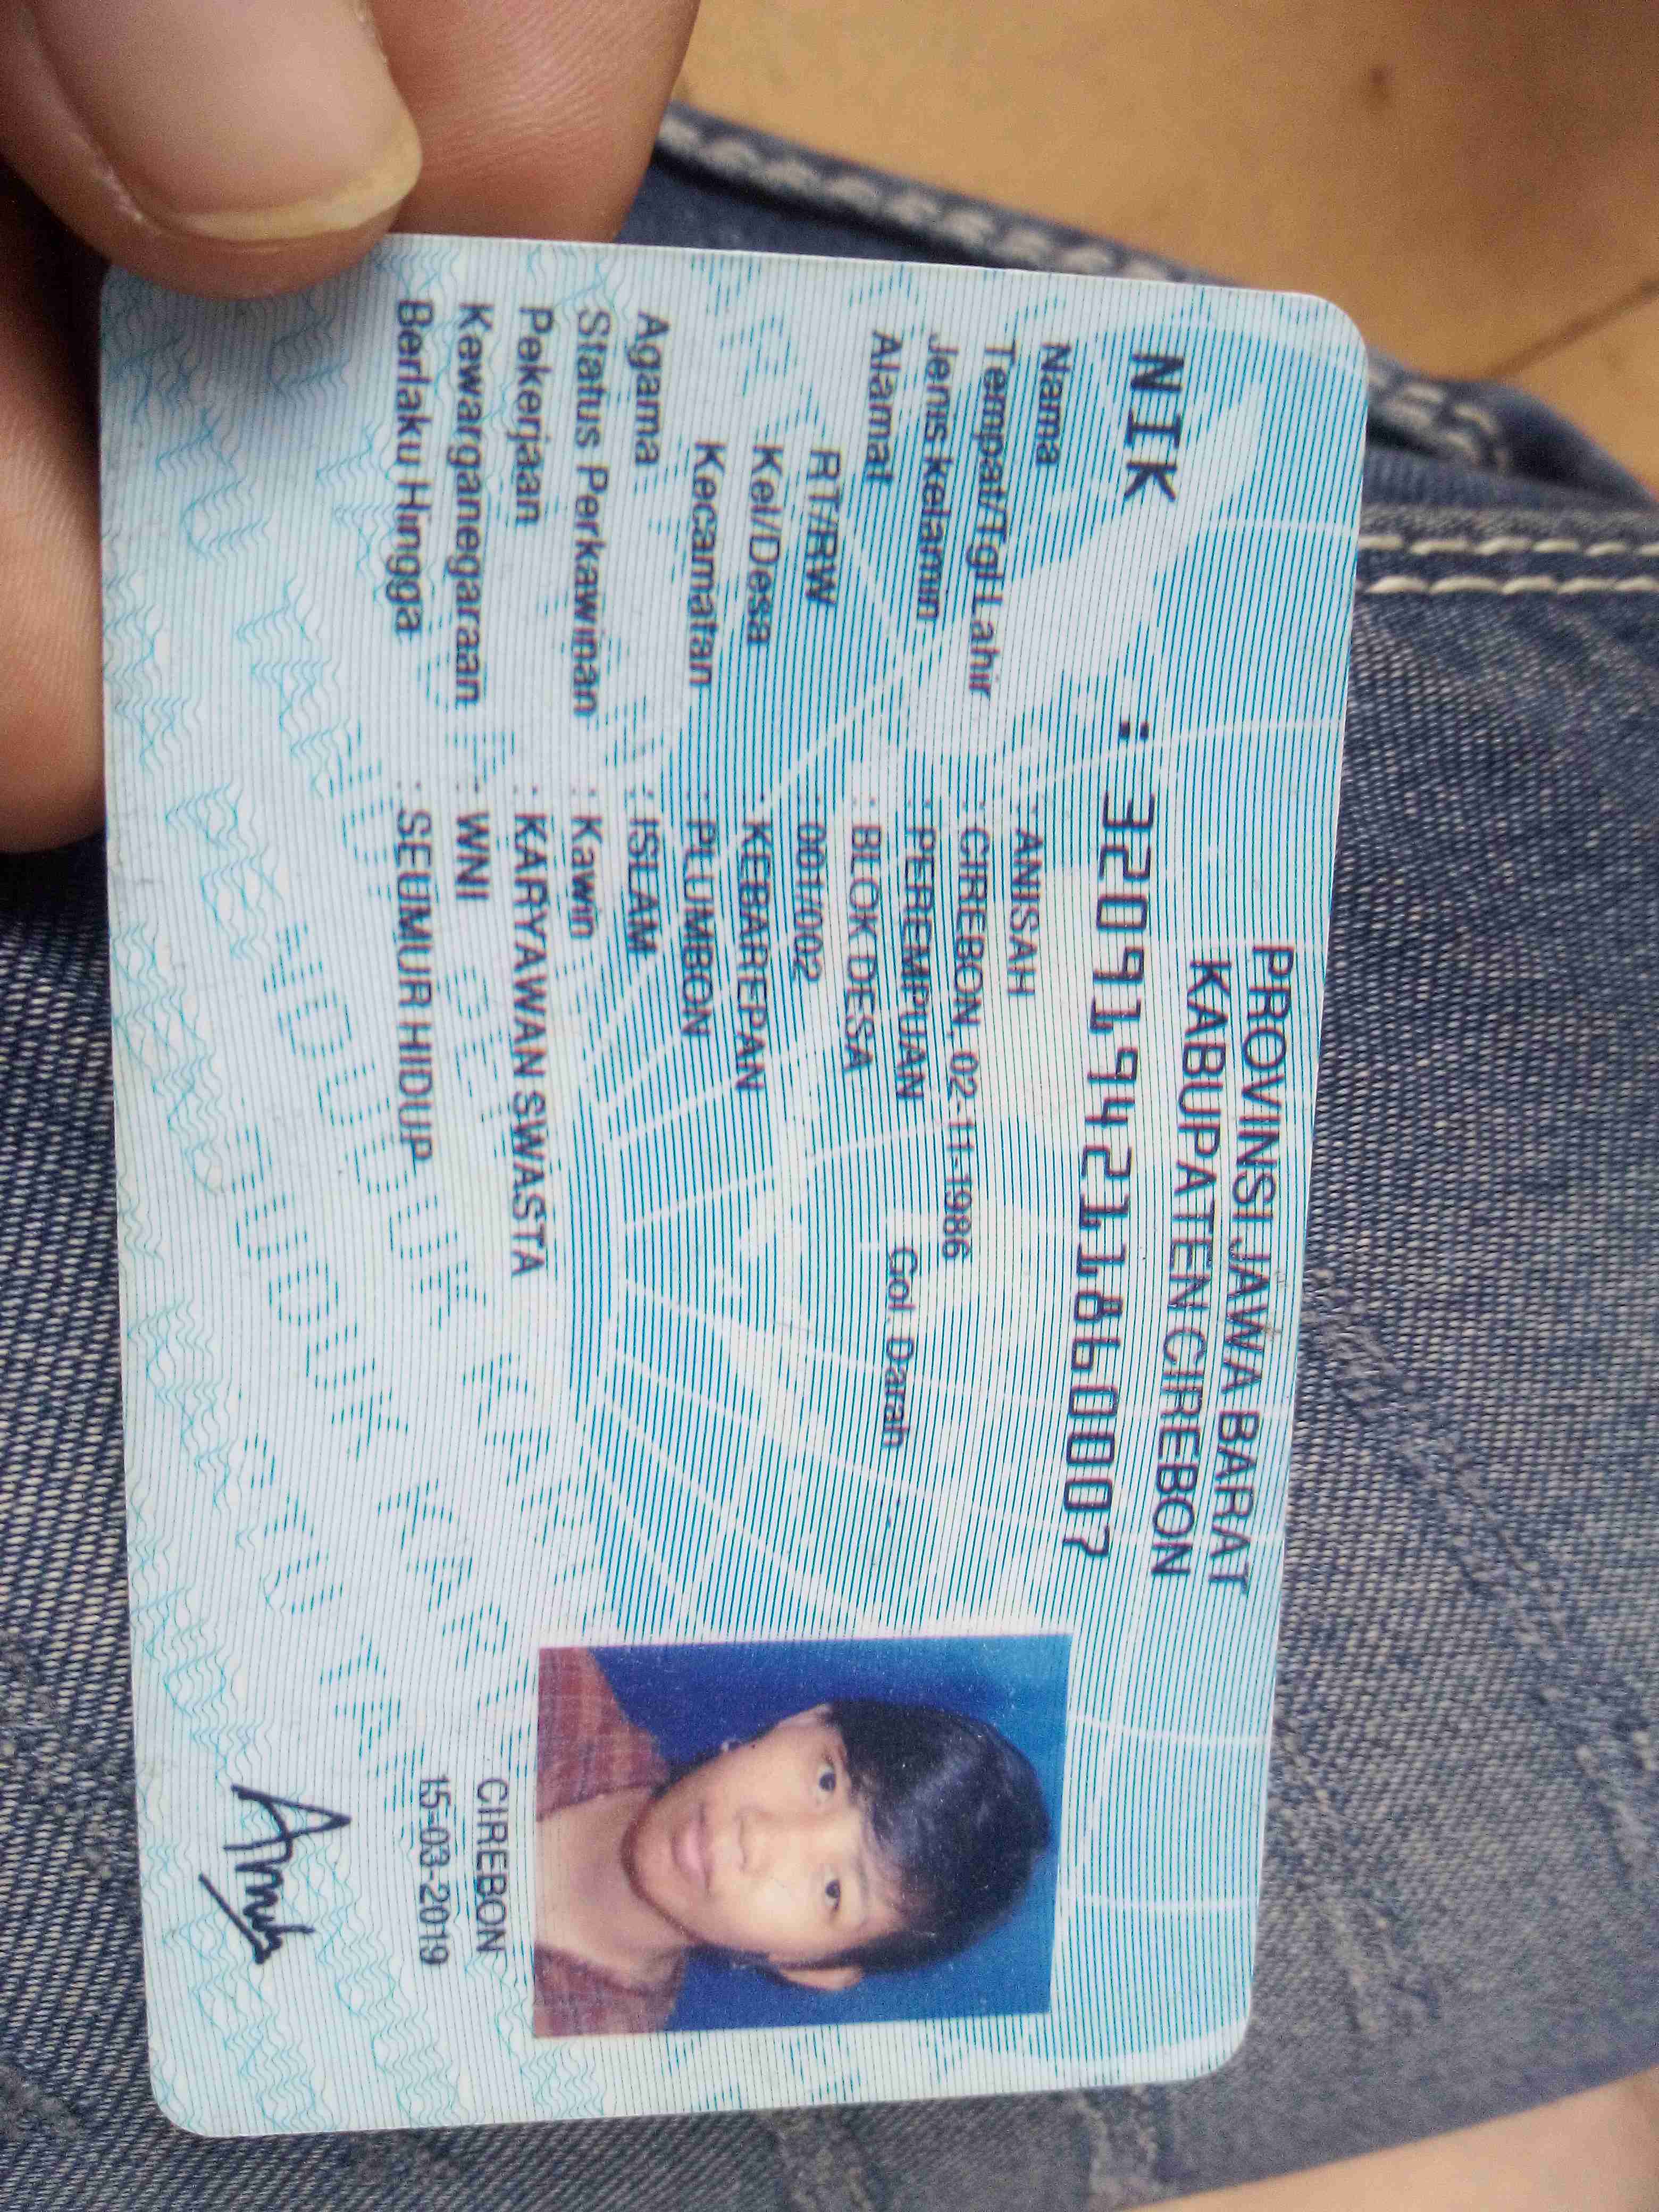 PROVINSI JAWA BARAT
KABUPATEN CIREBON
NIK : 3209194211860007
Nama : ANISAH
Tempat/Tgl Lahir : CIREBON, 02-11-1986
Jenis kelamin : PEREMPUAN Gol. Darah : -
Alamat : BLOK DESA
RT/RW : 001/002
Kel/Desa : KEBAREPAN
Kecamatan : PLUMBON
Agama : ISLAM
Status Perkawinan : Kawin
Pekerjaan : KARYAWAN SWASTA
Kewarganegaraan : WNI
Berlaku Hingga : SEUMUR HIDUP
CIREBON
15-03-2019